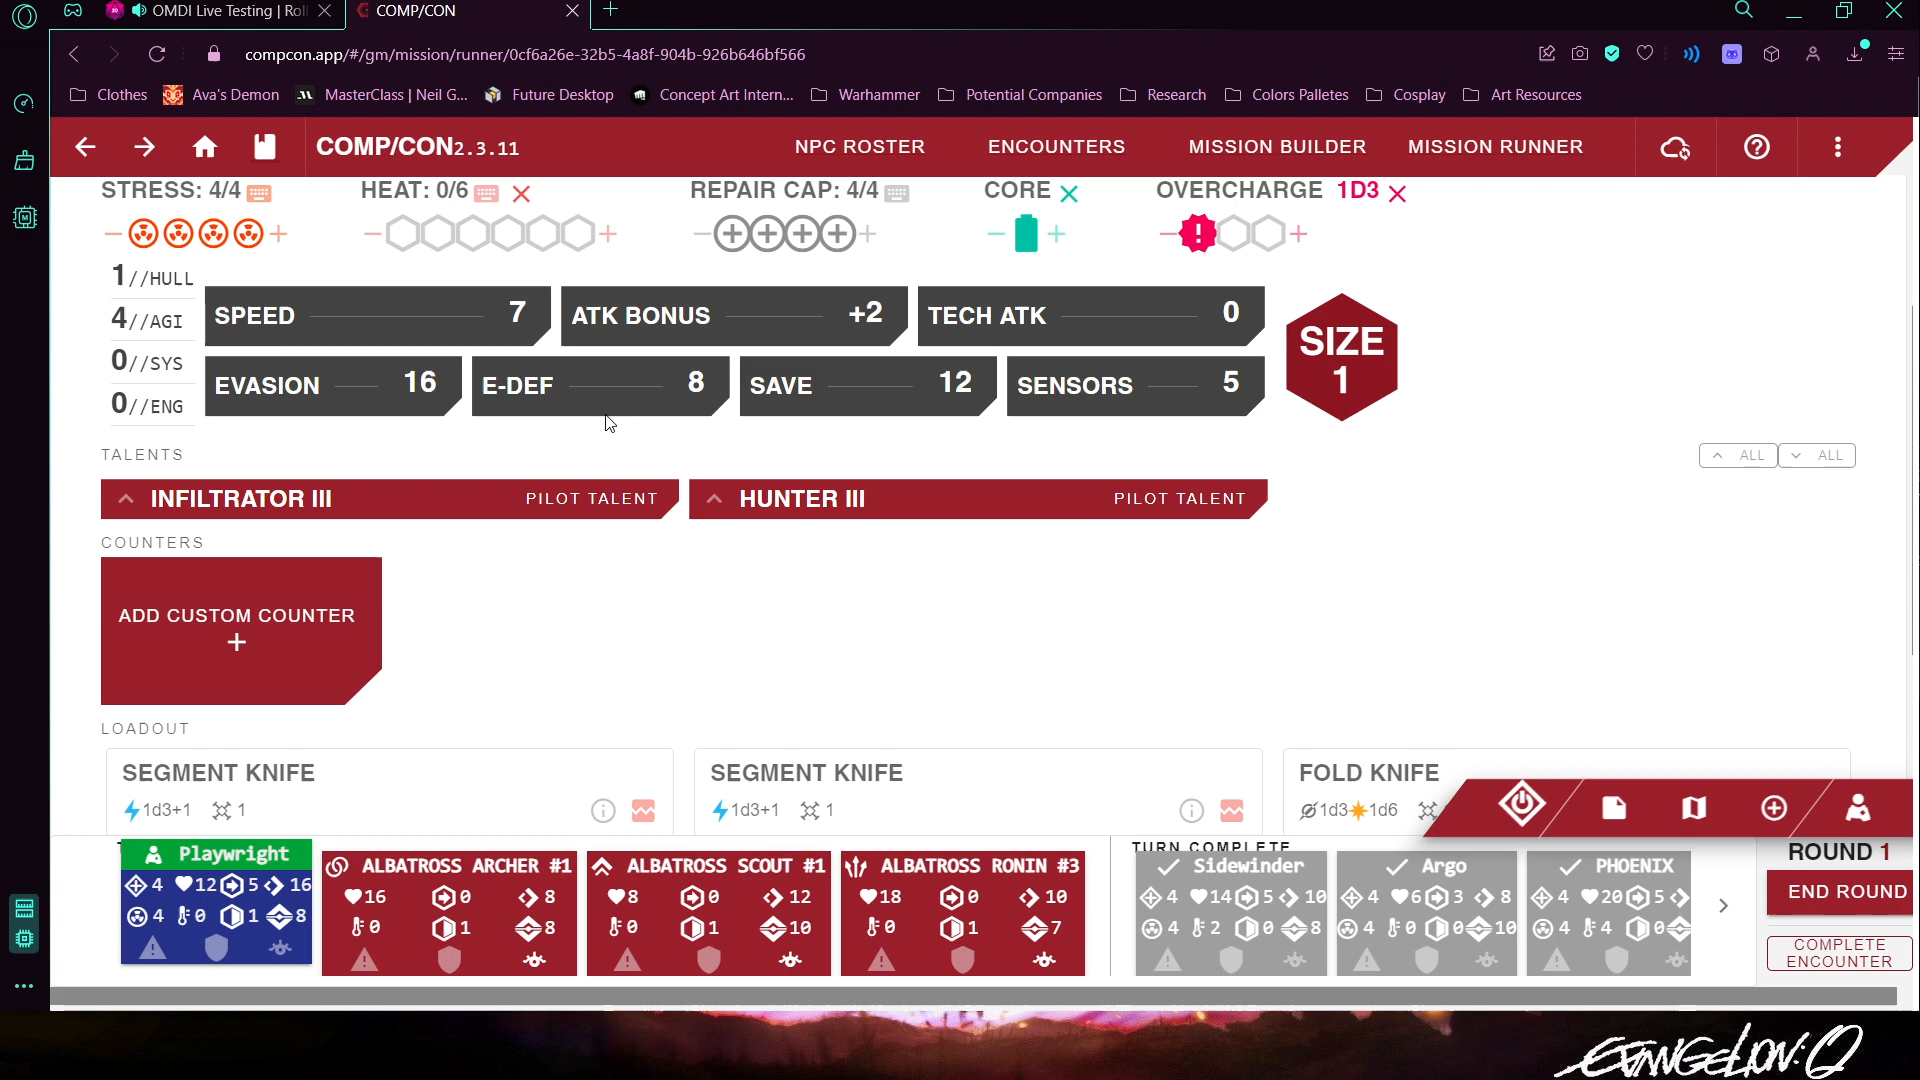 OMDI Live Testing | Roll
COMP/CON
compcon.app/#/gm/mission/runner/0cf6a26e-32b5-4a8f-904b-926b646bf566
Clothes Ava's Demon MasterClass | Neil G... Future Desktop Concept Art Intern... Warhammer Potential Companies Research Colors Palletes Cosplay Art Resources
COMP/CON 2.3.11 NPC ROSTER ENCOUNTERS MISSION BUILDER MISSION RUNNER
STRESS: 4/4 HEAT: 0/6 REPAIR CAP: 4/4 CORE OVERCHARGE 1D3
1//HULL
4//AGI
0//SYS
0//ENG
SPEED 7 ATK BONUS +2 TECH ATK 0
EVASION 16 E-DEF 8 SAVE 12 SENSORS 5
SIZE
1
TALENTS
ALL ALL
INFILTRATOR III PILOT TALENT HUNTER III PILOT TALENT
COUNTERS
ADD CUSTOM COUNTER
+
LOADOUT
SEGMENT KNIFE
1d3+1 1
SEGMENT KNIFE
1d3+1 1
FOLD KNIFE
1d3 1d6
Playwright
4 12 5 16
4 0 1 8
ALBATROSS ARCHER #1
16 0 8
0 1 8
ALBATROSS SCOUT #1
8 0 12
0 1 10
ALBATROSS RONIN #3
18 0 10
0 1 7
TURN COMPLETE
Sidewinder
4 14 5 10
4 2 0 8
Argo
4 6 3 8
4 0 0 10
PHOENIX
4 20 5
4 4 0
ROUND 1
END ROUND
COMPLETE
ENCOUNTER
EVANGELION:Q